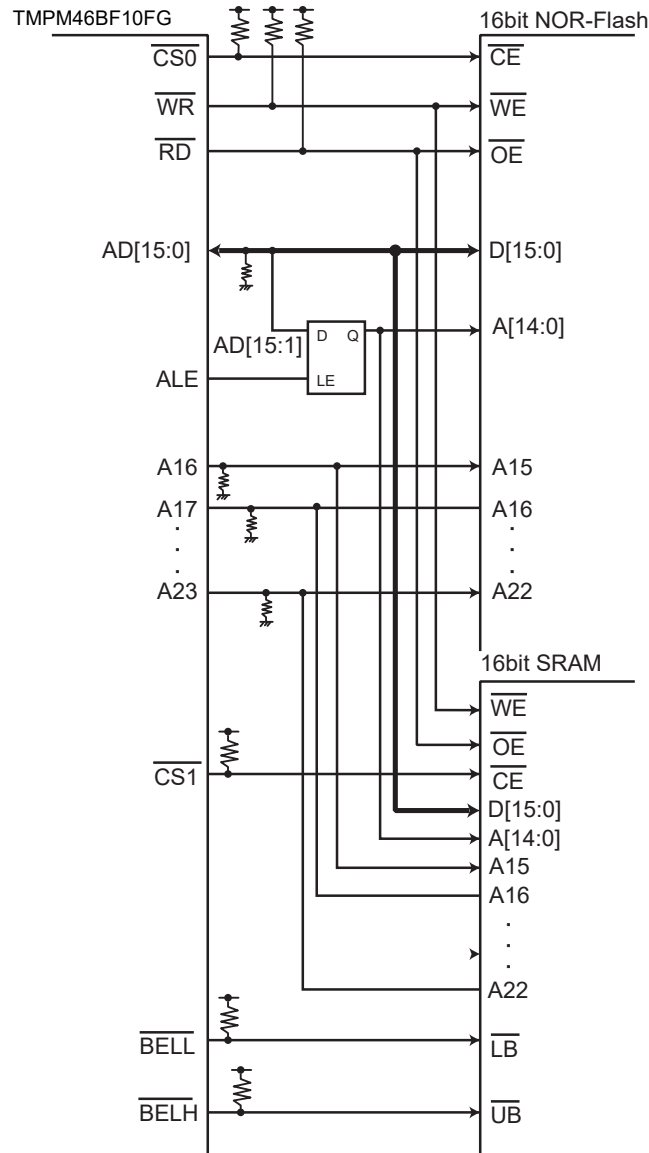 TMPM46BF10FG
16bit NOR-Flash
CS0
CE
WR
WE
RD
OE
AD[15:0]
D[15:0]
AD[15:1]
D Q
LE
A[14:0]
ALE
A16
A15
A17
A16
.
.
.
.
.
.
A23
A22
16bit SRAM
WE
OE
CS1
CE
D[15:0]
A[14:0]
A15
A16
.
.
.
A22
BELL
LB
BELH
UB